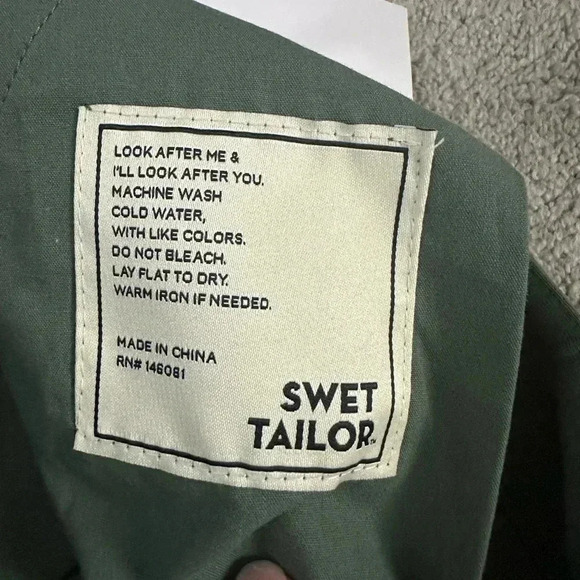 LOOK AFTER ME &
I'LL LOOK AFTER YOU.
MACHINE WASH
COLD WATER,
WITH LIKE COLORS.
DO NOT BLEACH.
LAY FLAT TO DRY.
WARM IRON IF NEEDED.
MADE IN CHINA
RN# 146081
SWET
TAILOR™